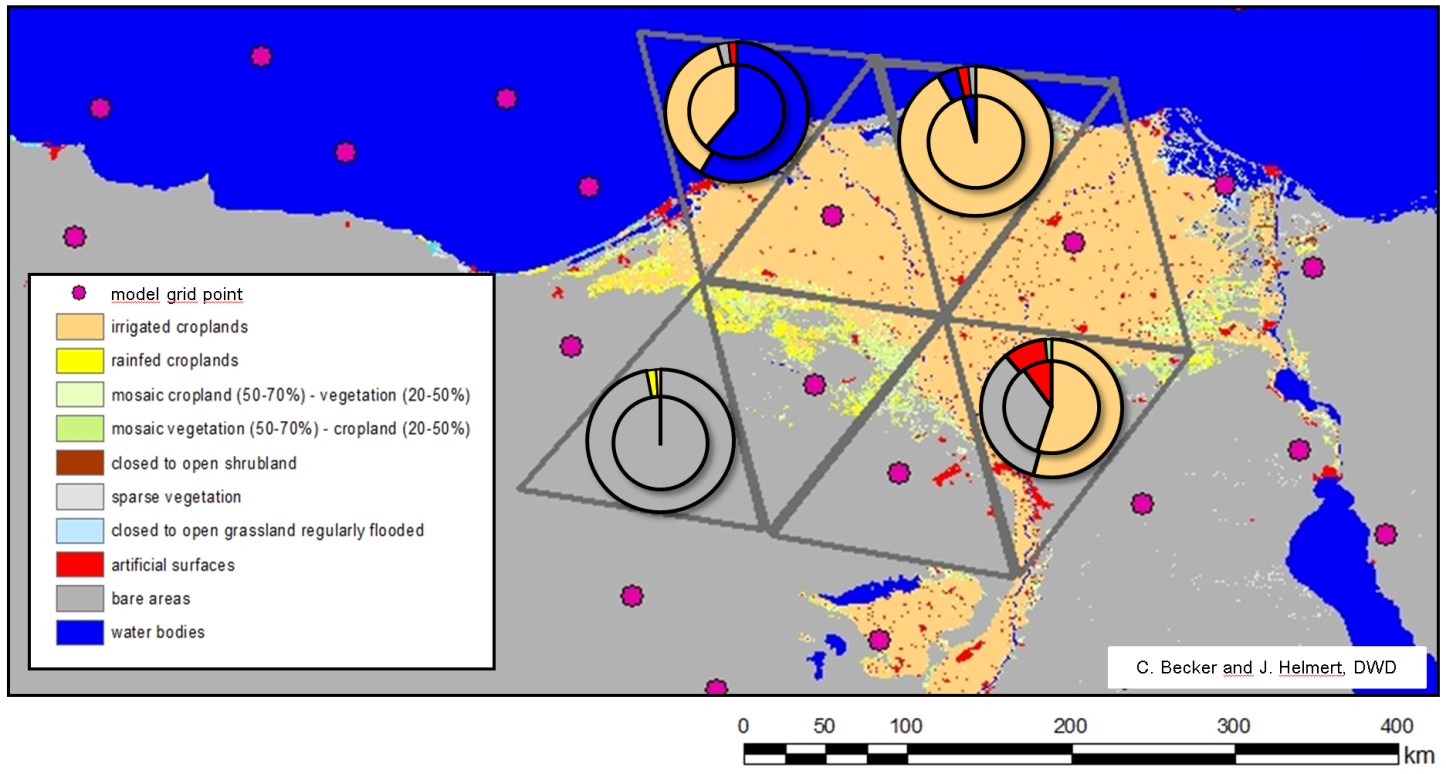 model grid point
irrigated croplands
rainfed croplands
mosaic cropland (50-70%) - vegetation (20-50%)
mosaic vegetation (50-70%) - cropland (20-50%)
closed to open shrubland
sparse vegetation
closed to open grassland regularly flooded
artificial surfaces
bare areas
water bodies
C. Becker and J. Helmert, DWD
0 50 100 200 300 400
km